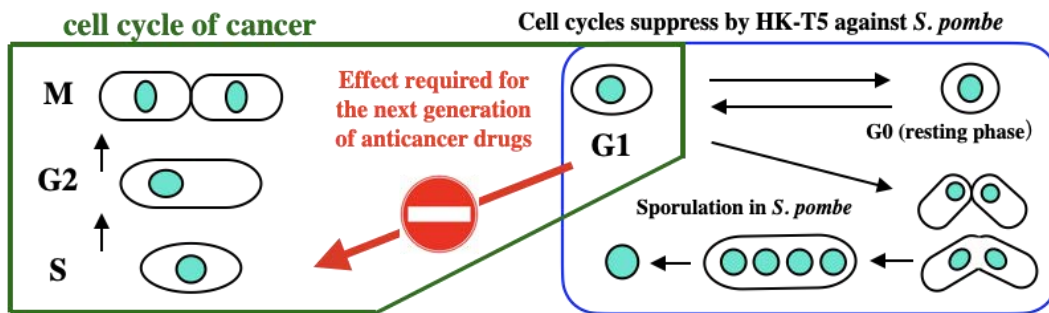 cell cycle of cancer
Cell cycles suppress by HK-T5 against S. pombe
M
G2
S
Effect required for
the next generation
of anticancer drugs
G1
G0 (resting phase)
Sporulation in S. pombe